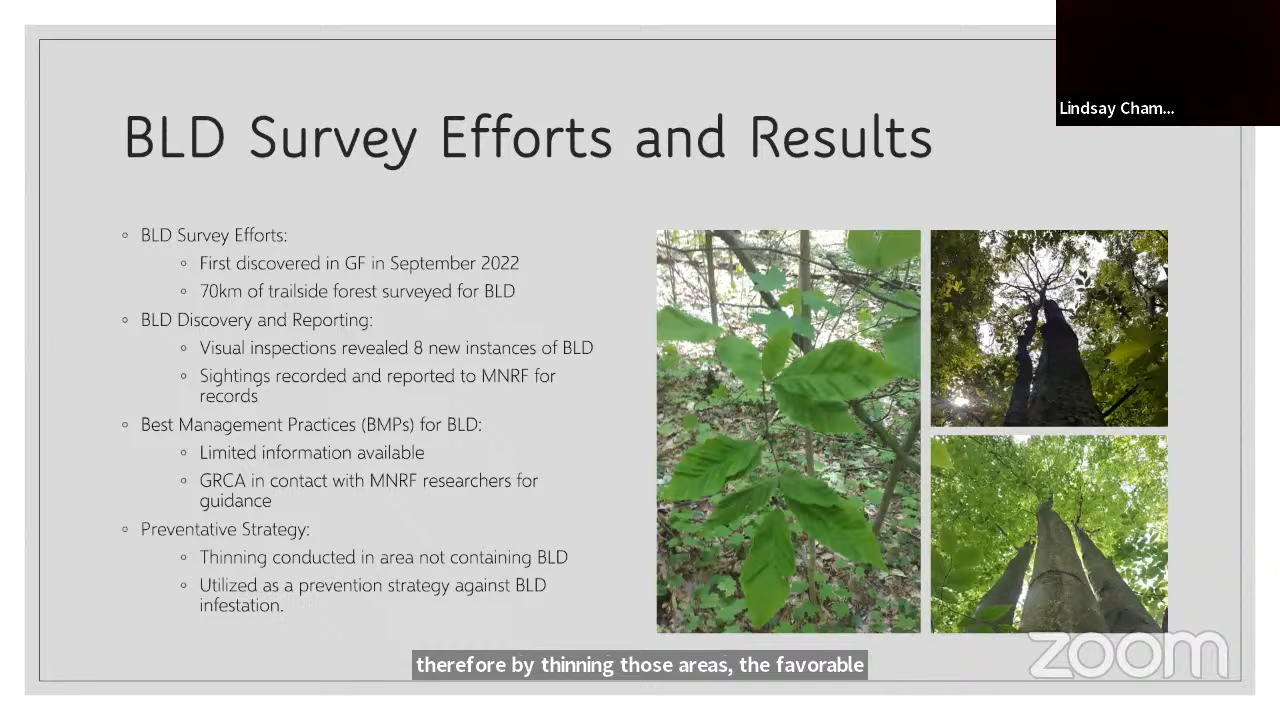 Lindsay Cham...
BLD Survey Efforts and Results
BLD Survey Efforts:
First discovered in GF in September 2022
70km of trailside forest surveyed for BLD
BLD Discovery and Reporting:
Visual inspections revealed 8 new instances of BLD
Sightings recorded and reported to MNRF for
records
Best Management Practices (BMPs) for BLD:
Limited information available
GRCA in contact with MNRF researchers for
guidance
Preventative Strategy:
Thinning conducted in area not containing BLD
Utilized as a prevention strategy against BLD
infestation.
therefore by thinning those areas, the favorable
zoom